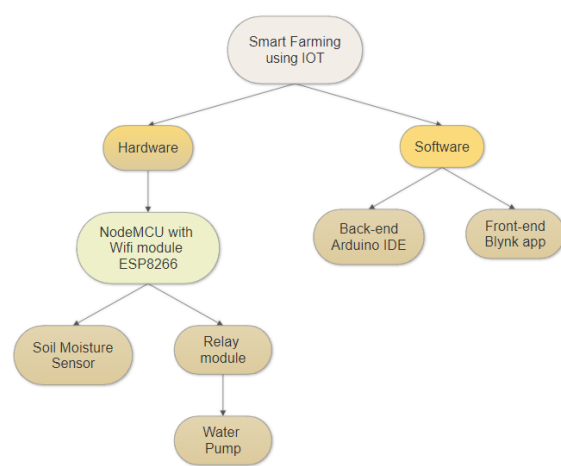 Smart Farming
using IOT
Hardware
Software
NodeMCU with
Wifi module
ESP8266
Back-end
Arduino IDE
Front-end
Blynk app
Soil Moisture
Sensor
Relay
module
Water
Pump